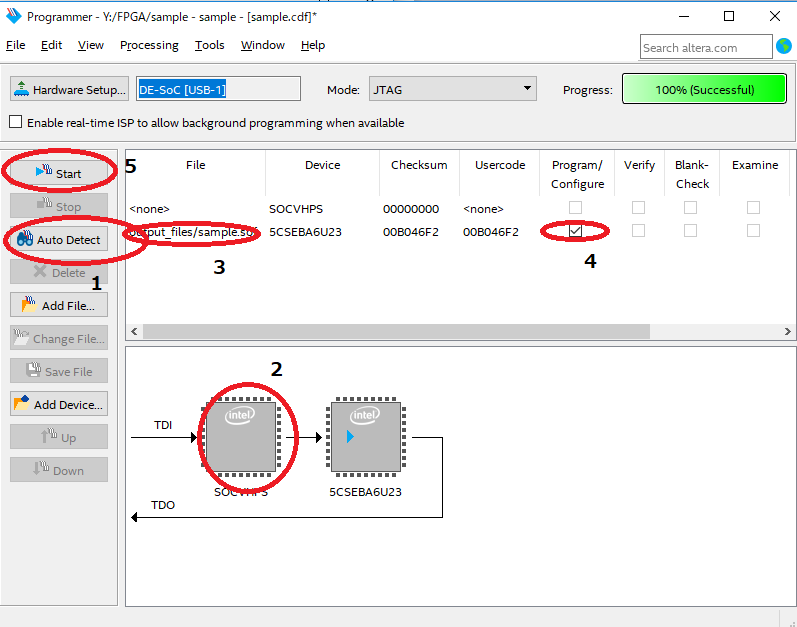 Programmer - Y:/FPGA/sample - sample - [sample.cdf]*
File Edit View Processing Tools Window Help
Search altera.com
Hardware Setup... DE-SoC [USB-1] Mode: JTAG Progress: 100% (Successful)
Enable real-time ISP to allow background programming when available
Start
Stop
Auto Detect
Delete
1
Add File...
Change File...
Save File
Add Device...
Up
Down
5
File Device Checksum Usercode Program/ Configure Verify Blank- Check Examine
<none> SOCVHPS 00000000 <none>
output_files/sample.sof 5CSEBA6U23 00B046F2 00B046F2
3
4
2
intel intel
TDI
SOCVHPS 5CSEBA6U23
TDO